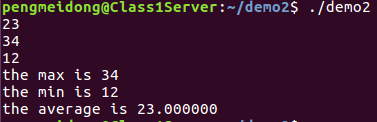 pengmeidong@Class1Server:~/demo2$ ./demo2
23
34
12
the max is 34
the min is 12
the average is 23.000000